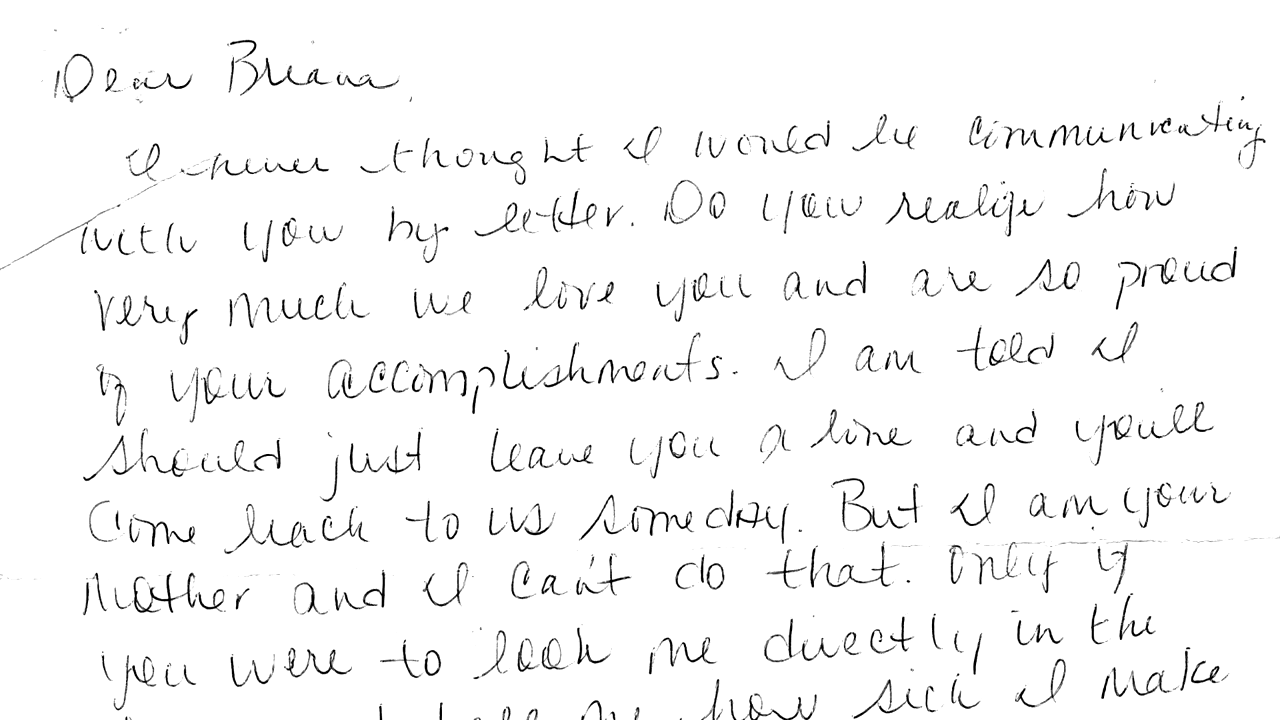 Dear Briana,
I never thought I would be communicating
with you by letter. Do you realize how
very much we love you and are so proud
of your accomplishments. I am told I
should just leave you a line and you'll
Come back to us someday. But I am your
Mother and I can't do that. Only if
you were to look me directly in the
tell me how sick I make